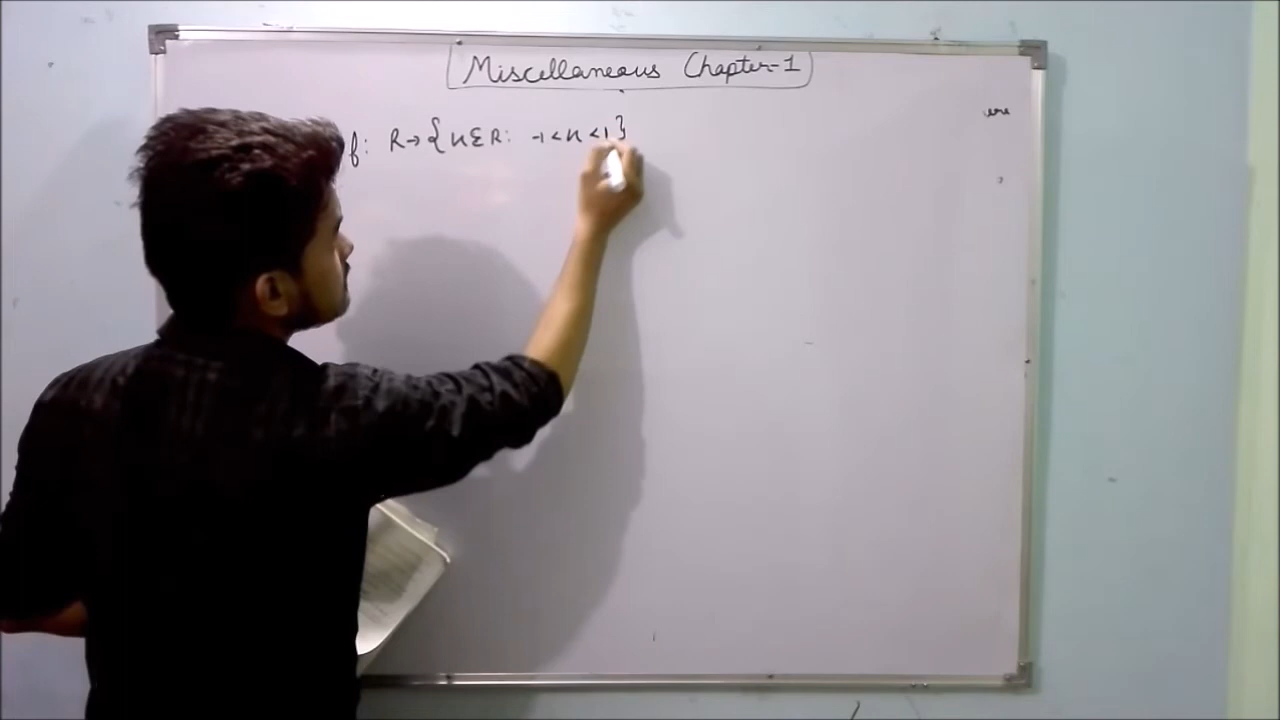 Miscellaneous Chapter-1
f: R→{x∈R: -1<x<1}